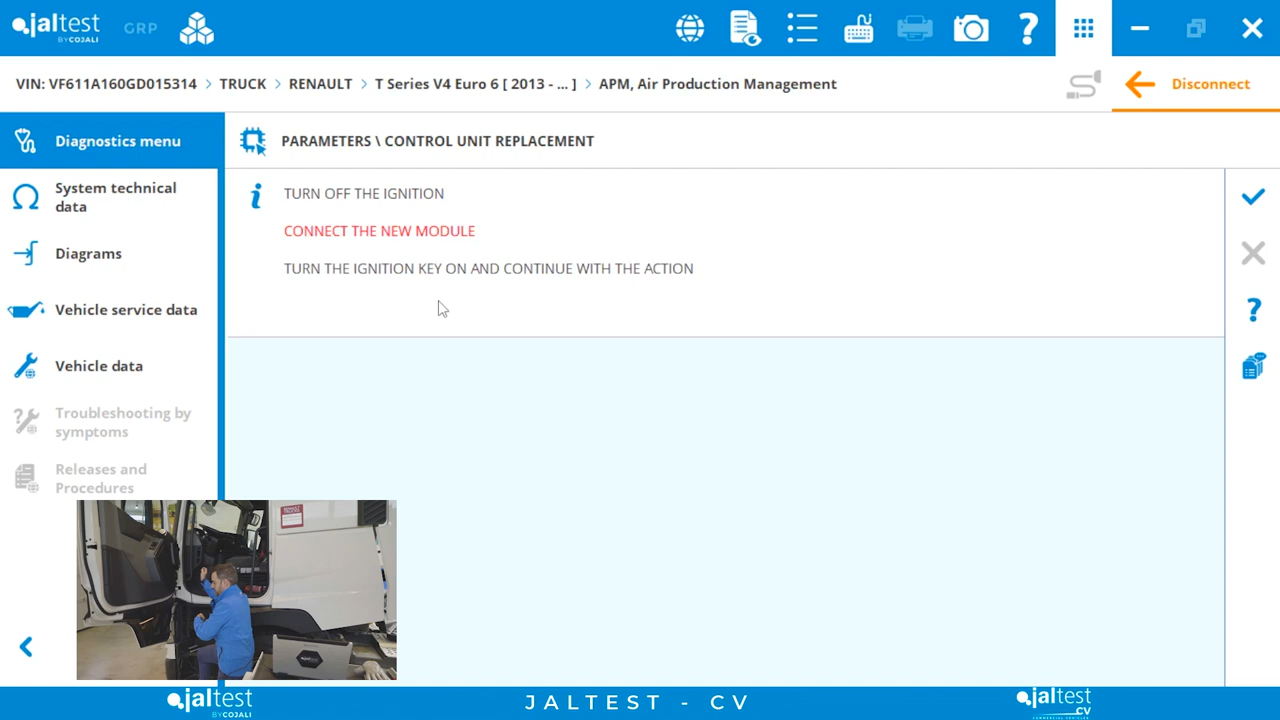 jaltest
BY COJALI
GRP
VIN: VF611A160GD015314 > TRUCK > RENAULT > T Series V4 Euro 6 [ 2013 - ... ] > APM, Air Production Management
Disconnect
Diagnostics menu
PARAMETERS \ CONTROL UNIT REPLACEMENT
System technical
data
Diagrams
Vehicle service data
Vehicle data
Troubleshooting by
symptoms
Releases and
Procedures
TURN OFF THE IGNITION
CONNECT THE NEW MODULE
TURN THE IGNITION KEY ON AND CONTINUE WITH THE ACTION
jaltest
BY COJALI
JALTEST - CV
jaltest
CV
COMMERCIAL VEHICLES